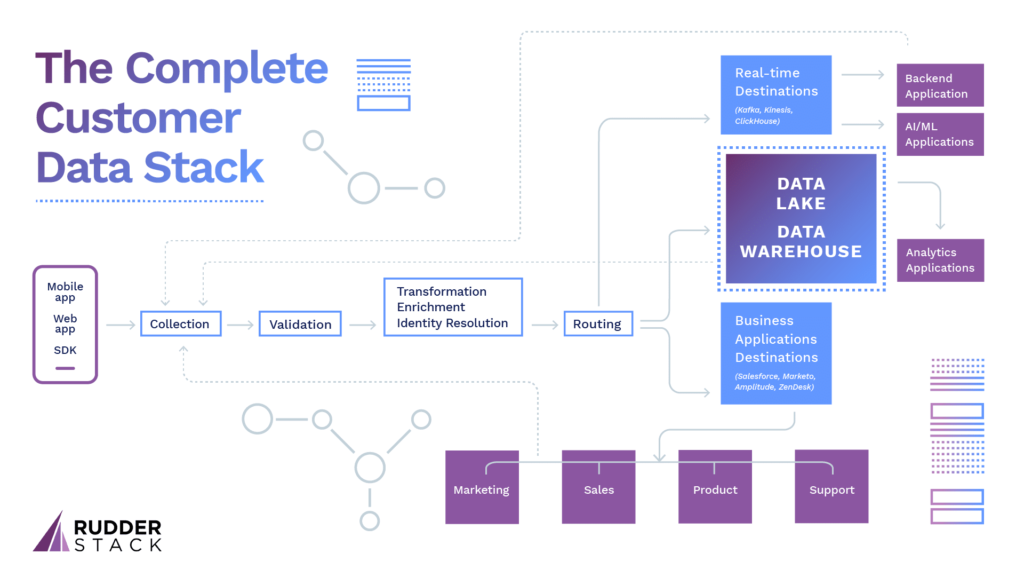 The Complete
Customer
Data Stack
Mobile
app
Web
app
SDK
Collection
Validation
Transformation
Enrichment
Identity Resolution
Routing
Real-time
Destinations
(Kafka, Kinesis,
ClickHouse)
Backend
Application
AI/ML
Applications
DATA
LAKE
DATA
WAREHOUSE
Analytics
Applications
Business
Applications
Destinations
(Salesforce, Marketo,
Amplitude, ZenDesk)
Marketing
Sales
Product
Support
RUDDER
STACK